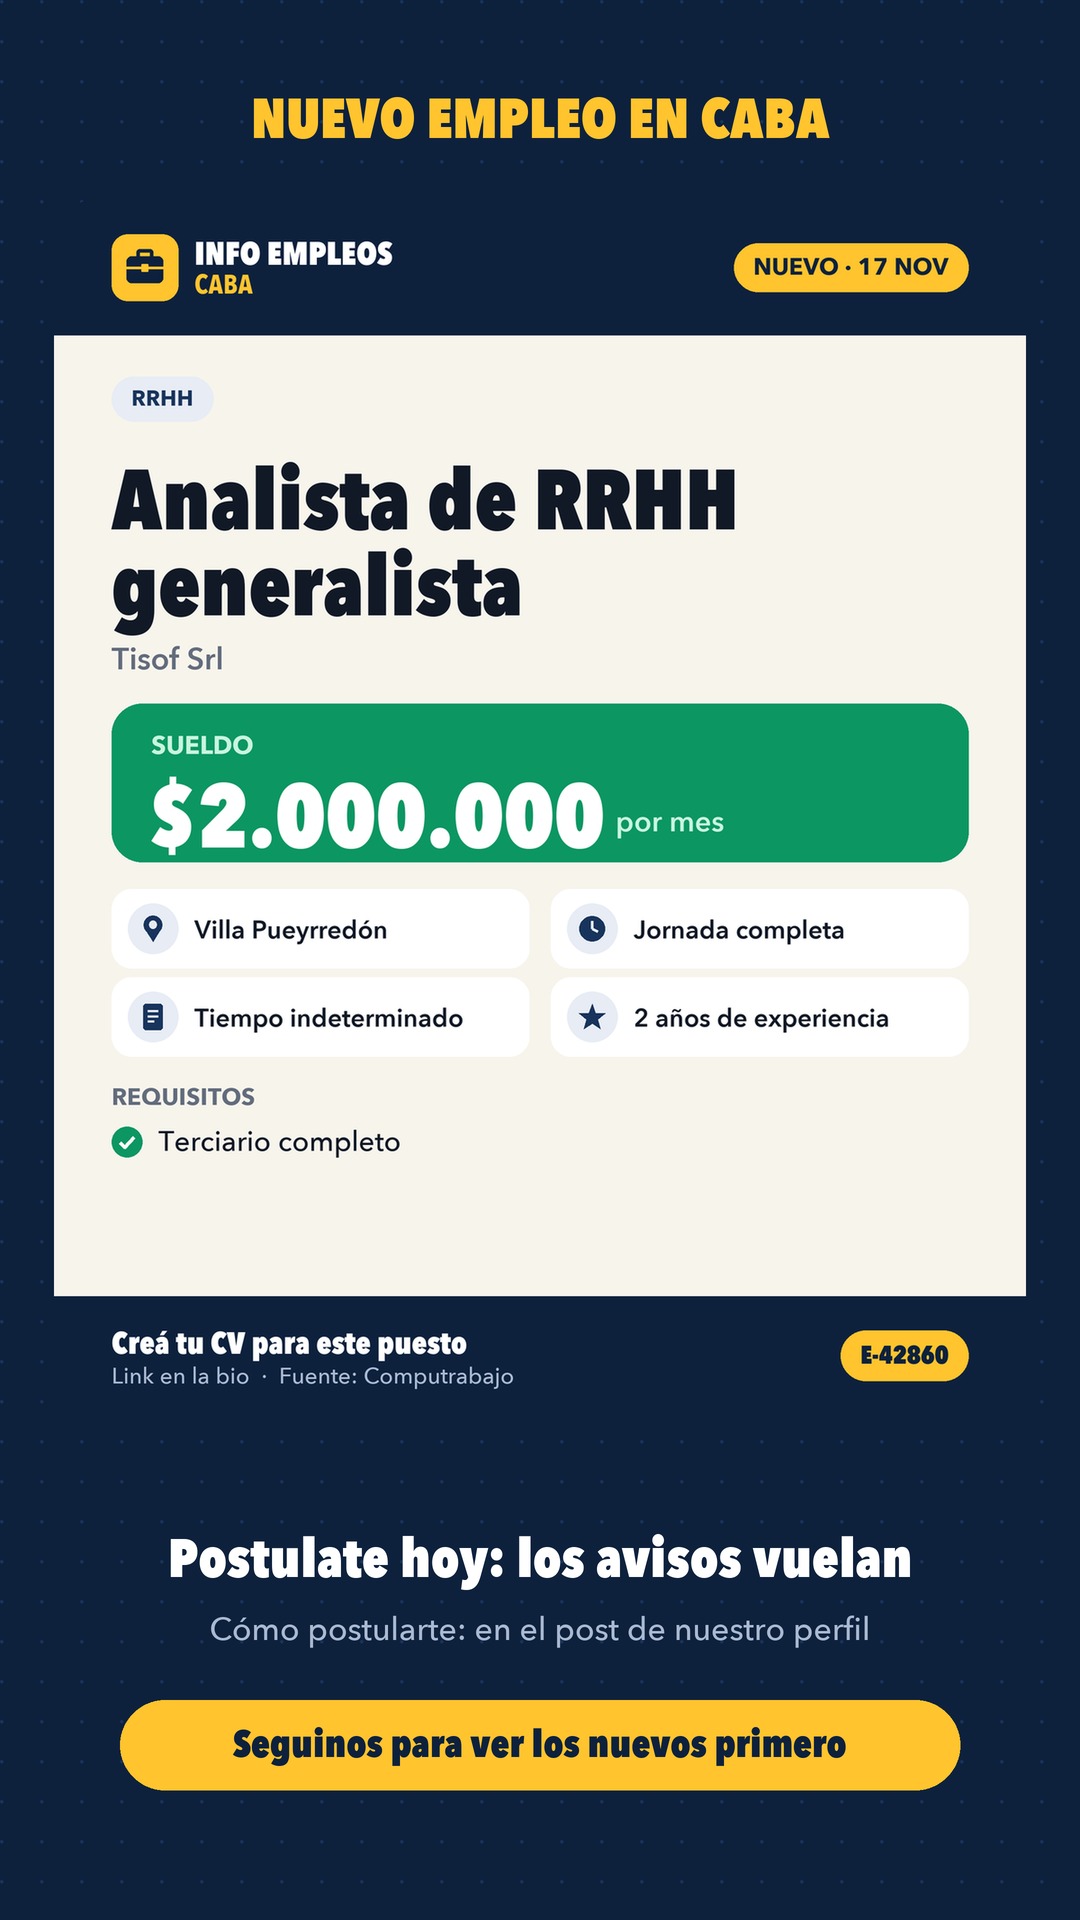 NUEVO EMPLEO EN CABA
INFO EMPLEOS
CABA
NUEVO · 17 NOV
RRHH
Analista de RRHH
generalista
Tisof Srl
SUELDO
$2.000.000 por mes
Villa Pueyrredón
Jornada completa
Tiempo indeterminado
2 años de experiencia
REQUISITOS
Terciario completo
Creá tu CV para este puesto
Link en la bio · Fuente: Computrabajo
E-42860
Postulate hoy: los avisos vuelan
Cómo postularte: en el post de nuestro perfil
Seguinos para ver los nuevos primero